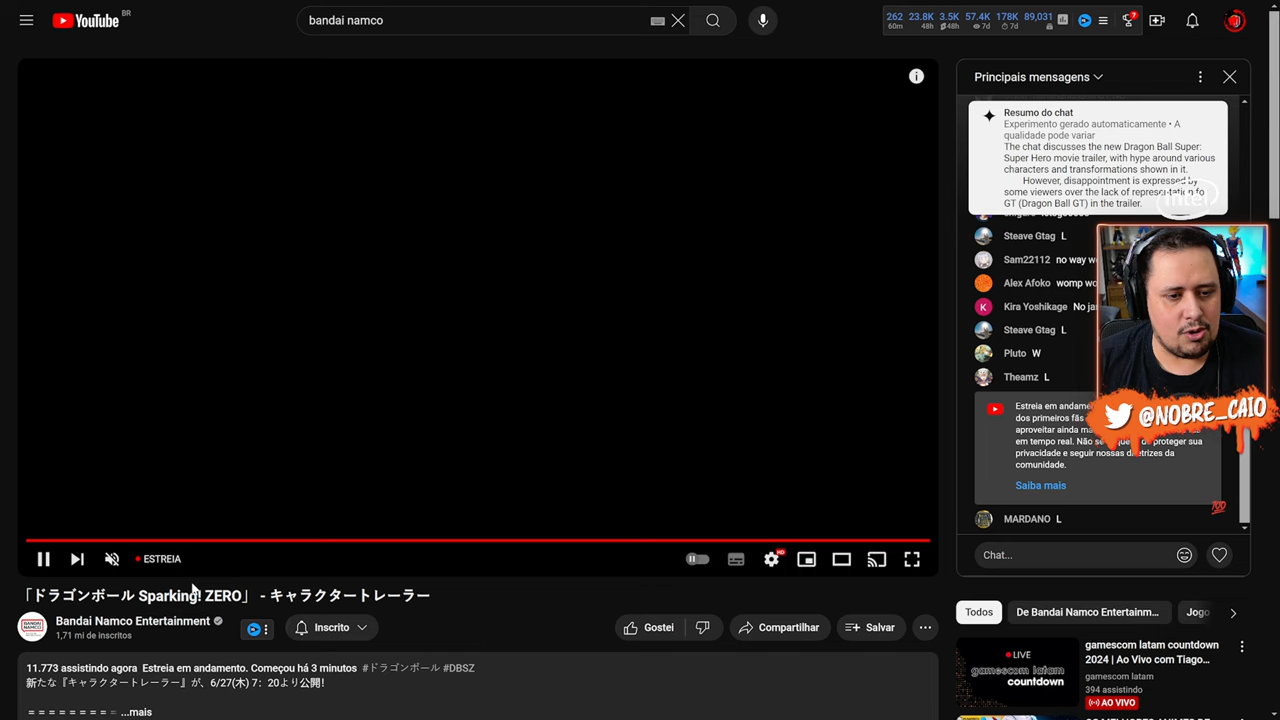 YouTube BR
bandai namco
262 23.8K 3.5K 57.4K 178K 89,031
60m 48h 48h 7d 7d
7
Principais mensagens
Resumo do chat
Experimento gerado automaticamente • A
qualidade pode variar
The chat discusses the new Dragon Ball Super:
Super Hero movie trailer, with hype around various
characters and transformations shown in it.
However, disappointment is expressed by
some viewers over the lack of representation fo
GT (Dragon Ball GT) in the trailer.
intel
Steave Gtag L
Sam22112 no way w
Alex Afoko womp wo
Kira Yoshikage No ja
Steave Gtag L
Pluto W
Theamz L
Estreia em andame
dos primeiros fãs
aproveitar ainda ma
em tempo real. Não se proteger sua
privacidade e seguir nossas diretrizes da
comunidade.
Saiba mais
@NOBRE_CAIO
100
MARDANO L
Chat...
ESTREIA
HD
「ドラゴンボール Sparking! ZERO」 - キャラクタートレーラー
Bandai Namco Entertainment
1,71 mi de inscritos
Inscrito
Gostei
Compartilhar
Salvar
11.773 assistindo agora Estreia em andamento. Começou há 3 minutos #ドラゴンボール #DBSZ
新たな『キャラクタートレーラー』が、6/27(木) 7:20より公開!
= = = = = = = = = ...mais
Todos
De Bandai Namco Entertainm...
Jogo
LIVE
gamescom latam
countdown
gamescom latam countdown
2024 | Ao Vivo com Tiago...
gamescom latam
394 assistindo
AO VIVO